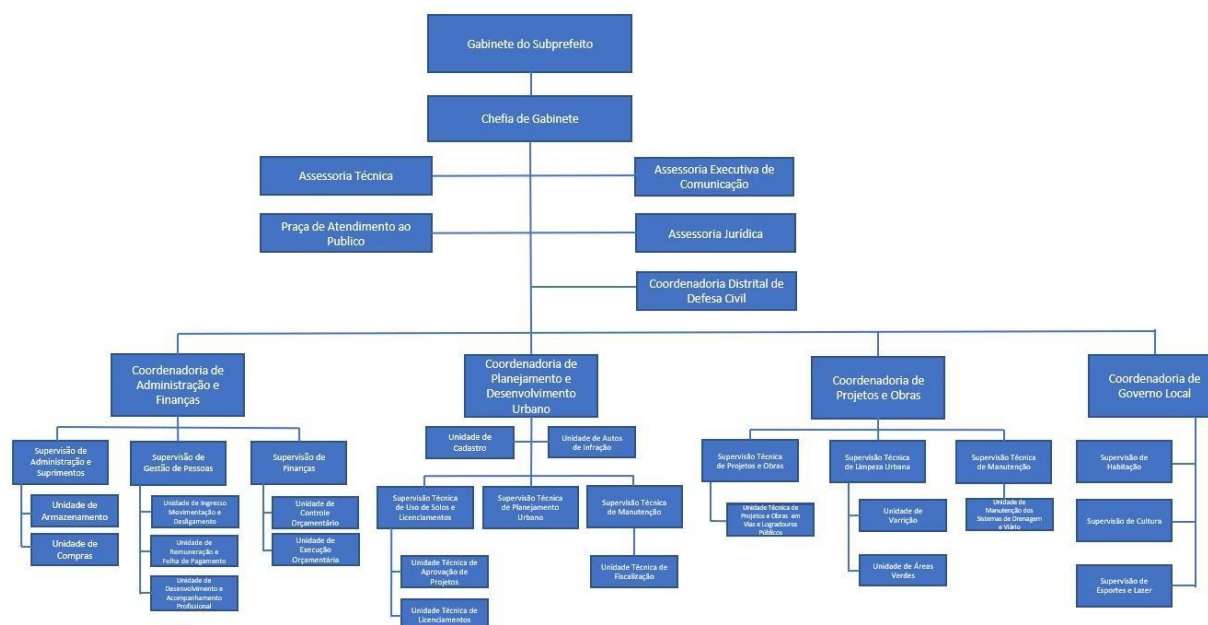 Gabinete do Subprefeito
Chefia de Gabinete
Assessoria Técnica
Assessoria Executiva de
Comunicação
Praça de Atendimento ao
Publico
Assessoria Jurídica
Coordenadoria Distrital de
Defesa Civil
Coordenadoria de
Administração e
Finanças
Coordenadoria de
Planejamento e
Desenvolvimento
Urbano
Coordenadoria de
Projetos e Obras
Coordenadoria de
Governo Local
Supervisão de
Administração e
Suprimentos
Supervisão de
Gestão de Pessoas
Supervisão de
Finanças
Unidade de
Armazenamento
Unidade de
Compras
Unidade de Ingresso
Movimentação e
Desligamento
Unidade de
Remuneração e
Folha de Pagamento
Unidade de
Desenvolvimento e
Acompanhamento
Profissional
Unidade de
Controle
Orçamentário
Unidade de
Execução
Orçamentária
Unidade de
Cadastro
Unidade de Autos
de Infração
Supervisão Técnica
de Uso de Solos e
Licenciamentos
Supervisão Técnica
de Planejamento
Urbano
Supervisão Técnica
de Manutenção
Unidade Técnica de
Aprovação de
Projetos
Unidade Técnica de
Licenciamentos
Unidade Técnica de
Fiscalização
Supervisão Técnica
de Projetos e Obras
Supervisão Técnica
de Limpeza Urbana
Supervisão Técnica
de Manutenção
Unidade Técnica de
Projetos e Obras em
Vilas e Logradouros
Públicos
Unidade de
Varrição
Unidade de Áreas
Verdes
Unidade de
Manutenção dos
Sistemas de Drenagem
e Viário
Supervisão de
Habitação
Supervisão de Cultura
Supervisão de
Esportes e Lazer